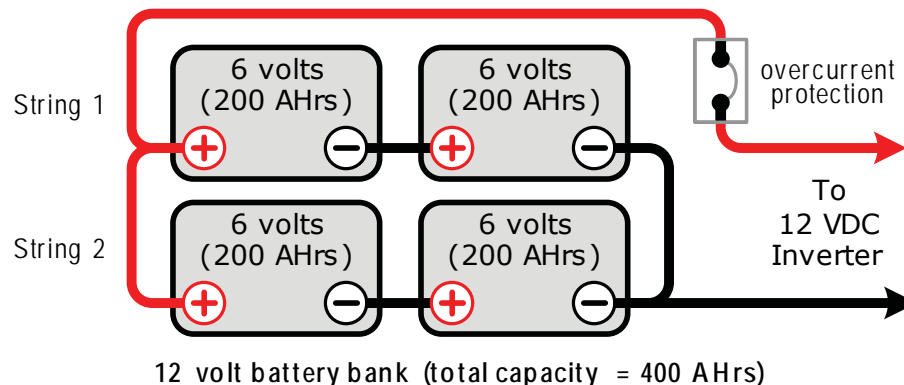 6 volts
(200 AHrs)
6 volts
(200 AHrs)
overcurrent
protection
String 1
+
−
+
−
To
12 VDC
Inverter
6 volts
(200 AHrs)
6 volts
(200 AHrs)
String 2
+
−
+
−
12 volt battery bank (total capacity = 400 AHrs)